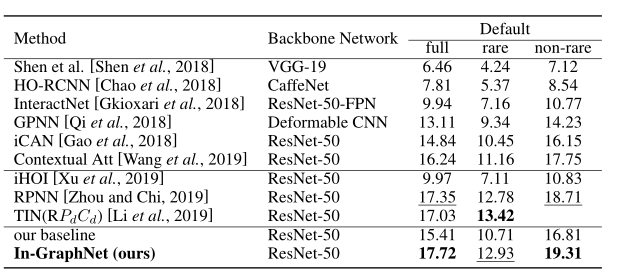 Method Backbone Network Default
full rare non-rare
Shen et al. [Shen et al., 2018] VGG-19 6.46 4.24 7.12
HO-RCNN [Chao et al., 2018] CaffeNet 7.81 5.37 8.54
InteractNet [Gkioxari et al., 2018] ResNet-50-FPN 9.94 7.16 10.77
GPNN [Qi et al., 2018] Deformable CNN 13.11 9.34 14.23
iCAN [Gao et al., 2018] ResNet-50 14.84 10.45 16.15
Contextual Att [Wang et al., 2019] ResNet-50 16.24 11.16 17.75
iHOI [Xu et al., 2019] ResNet-50 9.97 7.11 10.83
RPNN [Zhou and Chi, 2019] ResNet-50 17.35 12.78 18.71
TIN(RP_dC_d) [Li et al., 2019] ResNet-50 17.03 13.42
our baseline ResNet-50 15.41 10.71 16.81
In-GraphNet (ours) ResNet-50 17.72 12.93 19.31